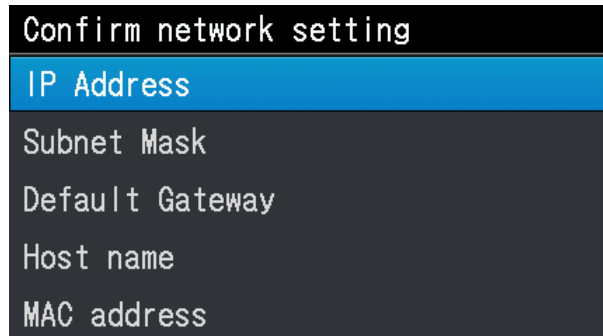 Confirm network setting
IP Address
Subnet Mask
Default Gateway
Host name
MAC address